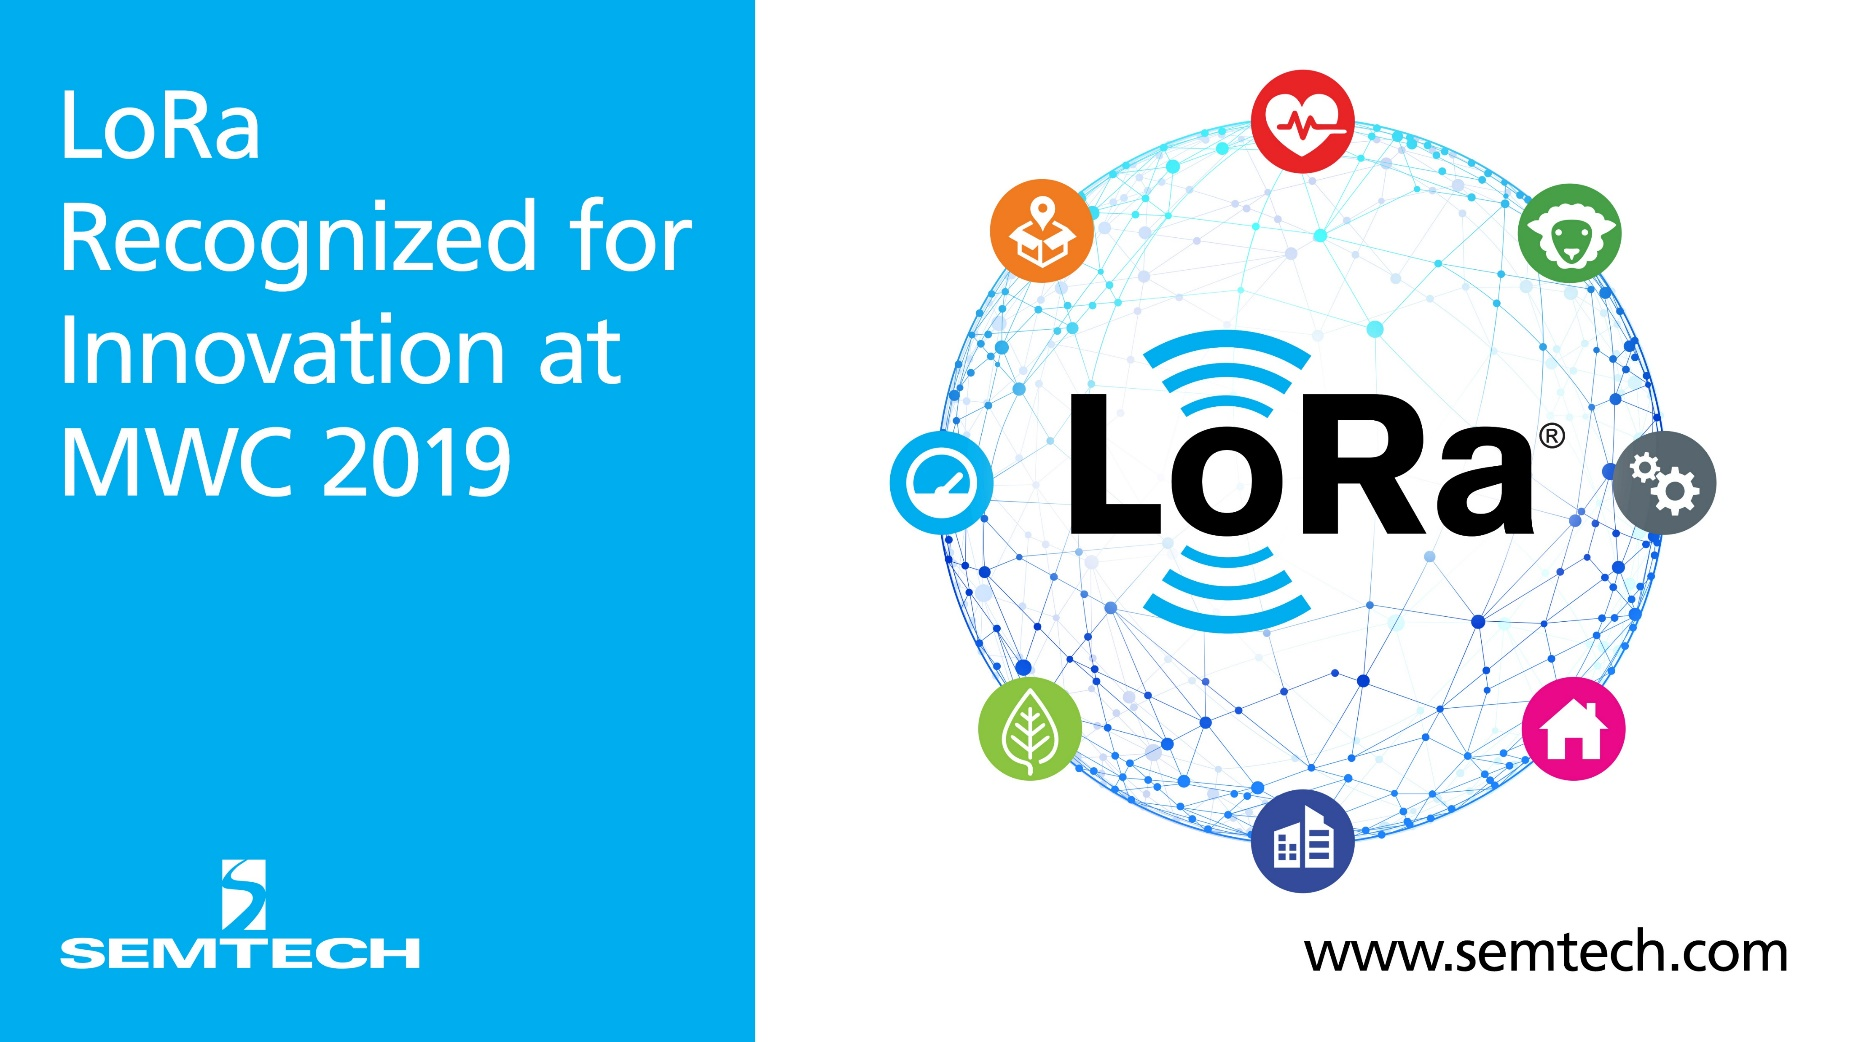 LoRa
Recognized for
Innovation at
MWC 2019
SEMTECH
LoRa®
www.semtech.com